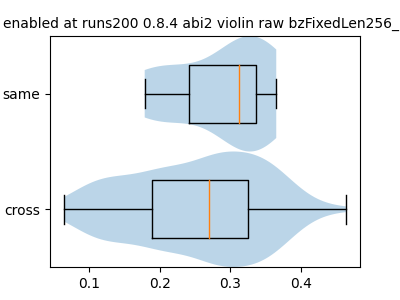 enabled at runs200 0.8.4 abi2 violin raw bzFixedLen256_
same
cross
0.1 0.2 0.3 0.4